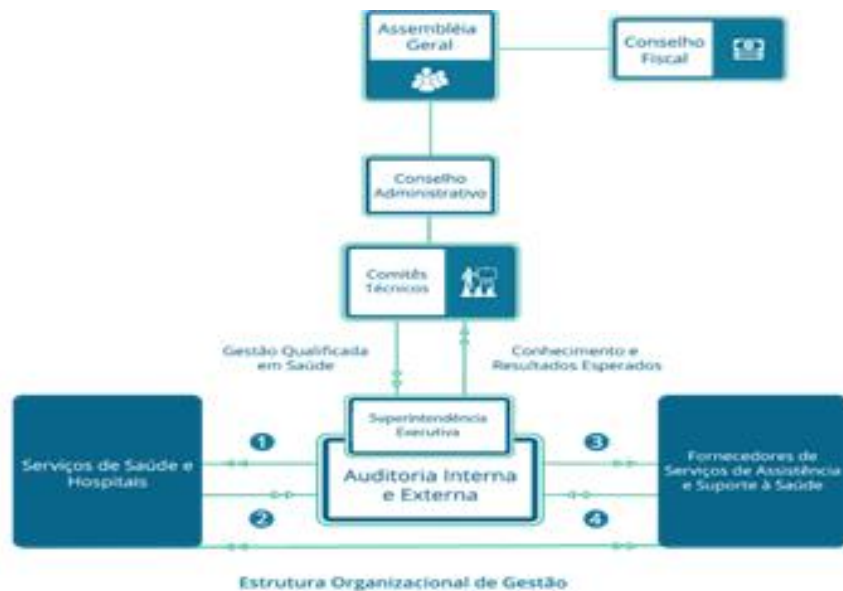 Assembléia
Geral
Conselho
Fiscal
Conselho
Administrativo
Comitês
Técnicos
Gestão Qualificada
em Saúde
Conhecimento e
Resultados Esperados
Superintendência
Executiva
1
3
Serviços de Saúde e
Hospitais
Auditoria Interna
e Externa
Fornecedores de
Serviços de Assistência
e Suporte à Saúde
2
4
Estrutura Organizacional de Gestão